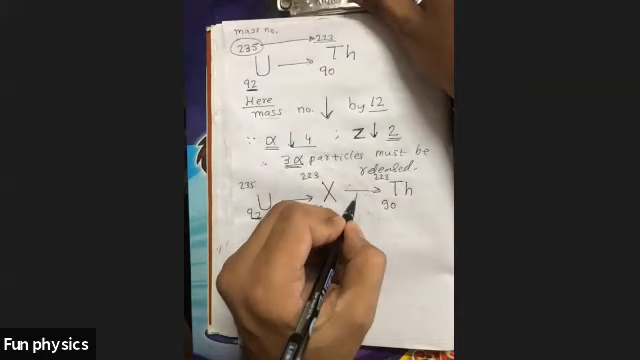 mass no.
235 → 223
U → Th
92 90
Here
mass no. ↓ by 12
∵ α ↓ 4 ; Z ↓ 2
∴ 3α particles must be
released.
235 223 223
U → X → Th
92 90
Fun physics